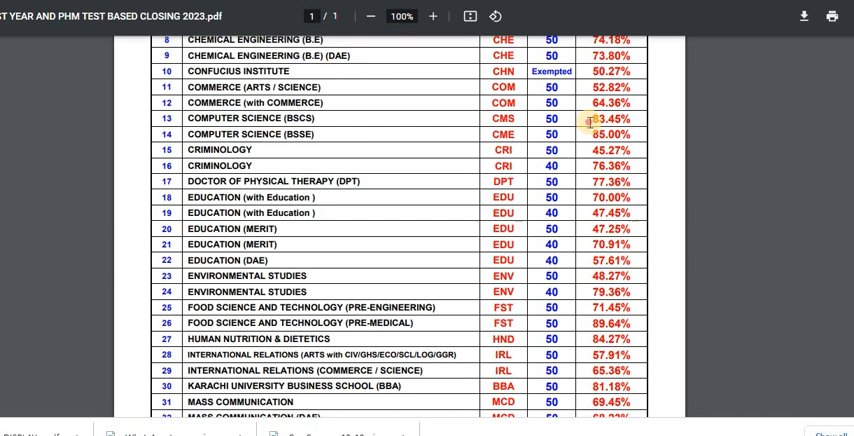 ST YEAR AND PHM TEST BASED CLOSING 2023.pdf 1 / 1 — 100% +
8 CHEMICAL ENGINEERING (B.E) CHE 50 74.18%
9 CHEMICAL ENGINEERING (B.E) (DAE) CHE 50 73.80%
10 CONFUCIUS INSTITUTE CHN Exempted 50.27%
11 COMMERCE (ARTS / SCIENCE) COM 50 52.82%
12 COMMERCE (with COMMERCE) COM 50 64.36%
13 COMPUTER SCIENCE (BSCS) CMS 50 83.45%
14 COMPUTER SCIENCE (BSSE) CME 50 85.00%
15 CRIMINOLOGY CRI 50 45.27%
16 CRIMINOLOGY CRI 40 76.36%
17 DOCTOR OF PHYSICAL THERAPY (DPT) DPT 50 77.36%
18 EDUCATION (with Education ) EDU 50 70.00%
19 EDUCATION (with Education ) EDU 40 47.45%
20 EDUCATION (MERIT) EDU 50 47.25%
21 EDUCATION (MERIT) EDU 40 70.91%
22 EDUCATION (DAE) EDU 40 57.61%
23 ENVIRONMENTAL STUDIES ENV 50 48.27%
24 ENVIRONMENTAL STUDIES ENV 40 79.36%
25 FOOD SCIENCE AND TECHNOLOGY (PRE-ENGINEERING) FST 50 71.45%
26 FOOD SCIENCE AND TECHNOLOGY (PRE-MEDICAL) FST 50 89.64%
27 HUMAN NUTRITION & DIETETICS HND 50 84.27%
28 INTERNATIONAL RELATIONS (ARTS with CIV/GHS/ECO/SCL/LOG/GGR) IRL 50 57.91%
29 INTERNATIONAL RELATIONS (COMMERCE / SCIENCE) IRL 50 65.36%
30 KARACHI UNIVERSITY BUSINESS SCHOOL (BBA) BBA 50 81.18%
31 MASS COMMUNICATION MCD 50 69.45%
32 MASS COMMUNICATION (DAE) MCD 50